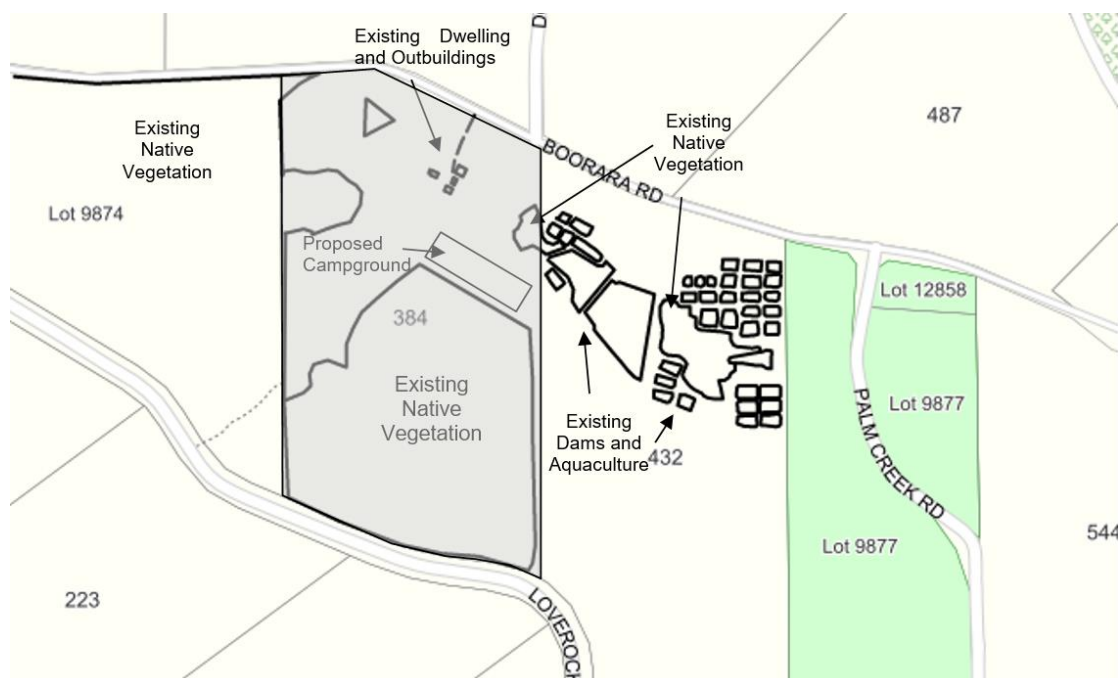 D
Existing Dwelling
and Outbuildings
487
Existing
Native
Vegetation
Existing
Native
Vegetation
BOORARA RD
Lot 9874
Proposed
Campground
Lot 12858
384
Existing
Native
Vegetation
Lot 9877
PALM CREEK RD
Existing
Dams and
Aquaculture
432
544
Lot 9877
223
LOVEROCK